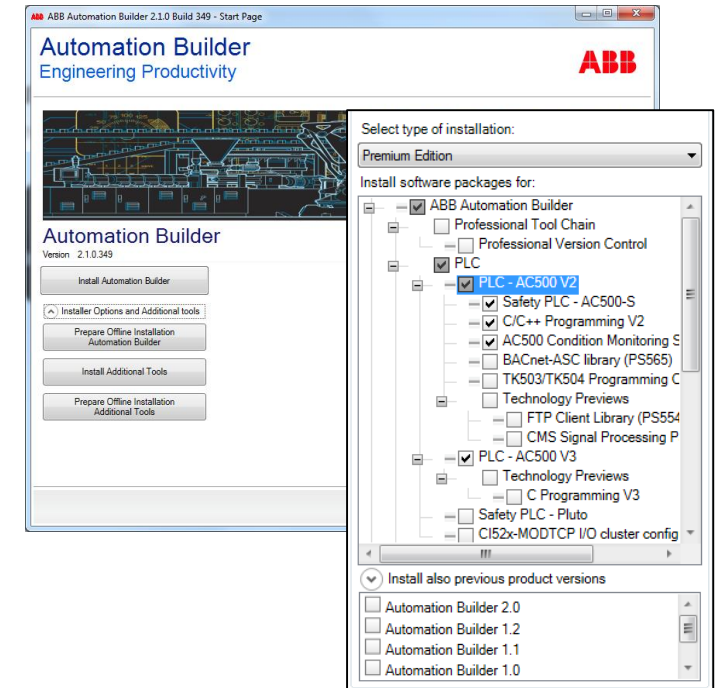 ABB Automation Builder 2.1.0 Build 349 - Start Page
Automation Builder
Engineering Productivity
ABB
Automation Builder
Version 2.1.0.349
Install Automation Builder
Installer Options and Additional tools
Prepare Offline Installation
Automation Builder
Install Additional Tools
Prepare Offline Installation
Additional Tools
Select type of installation:
Premium Edition
Install software packages for:
ABB Automation Builder
Professional Tool Chain
Professional Version Control
PLC
PLC - AC500 V2
Safety PLC - AC500-S
C/C++ Programming V2
AC500 Condition Monitoring S
BACnet-ASC library (PS565)
TK503/TK504 Programming C
Technology Previews
FTP Client Library (PS554
CMS Signal Processing P
PLC - AC500 V3
Technology Previews
C Programming V3
Safety PLC - Pluto
CI52x-MODTCP I/O cluster config
Install also previous product versions
Automation Builder 2.0
Automation Builder 1.2
Automation Builder 1.1
Automation Builder 1.0